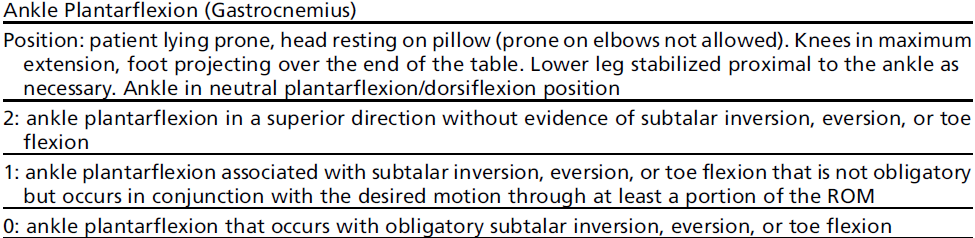 Ankle Plantarflexion (Gastrocnemius)
Position: patient lying prone, head resting on pillow (prone on elbows not allowed). Knees in maximum
extension, foot projecting over the end of the table. Lower leg stabilized proximal to the ankle as
necessary. Ankle in neutral plantarflexion/dorsiflexion position
2: ankle plantarflexion in a superior direction without evidence of subtalar inversion, eversion, or toe
flexion
1: ankle plantarflexion associated with subtalar inversion, eversion, or toe flexion that is not obligatory
but occurs in conjunction with the desired motion through at least a portion of the ROM
0: ankle plantarflexion that occurs with obligatory subtalar inversion, eversion, or toe flexion